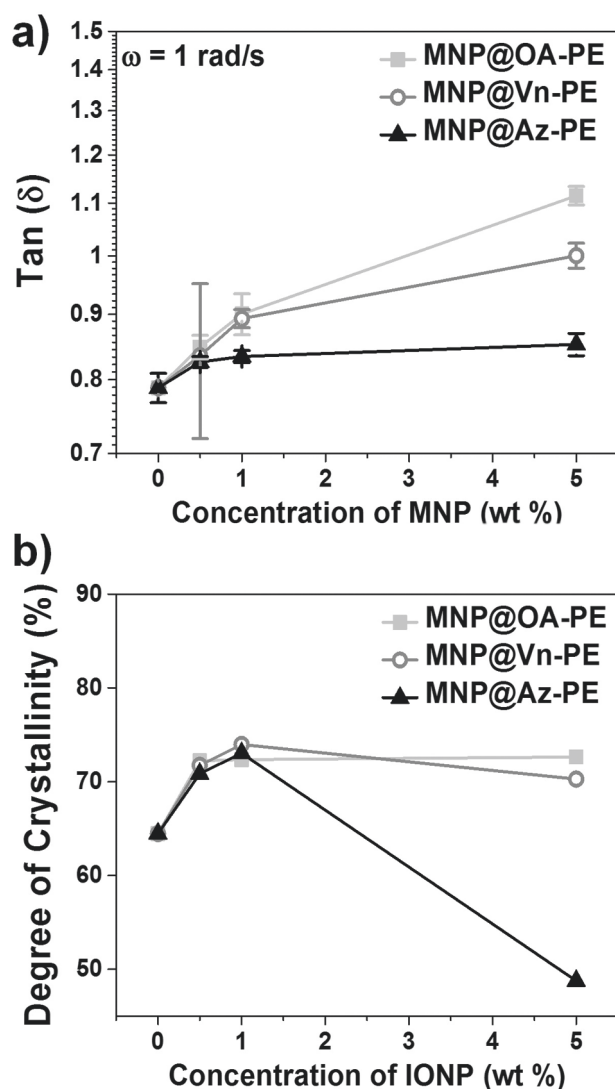 a)
ω = 1 rad/s
MNP@OA-PE
MNP@Vn-PE
MNP@Az-PE
Tan (δ)
1.5
1.4
1.3
1.2
1.1
1
0.9
0.8
0.7
0 1 2 3 4 5
Concentration of MNP (wt %)
b)
MNP@OA-PE
MNP@Vn-PE
MNP@Az-PE
Degree of Crystallinity (%)
90
80
70
60
50
0 1 2 3 4 5
Concentration of IONP (wt %)